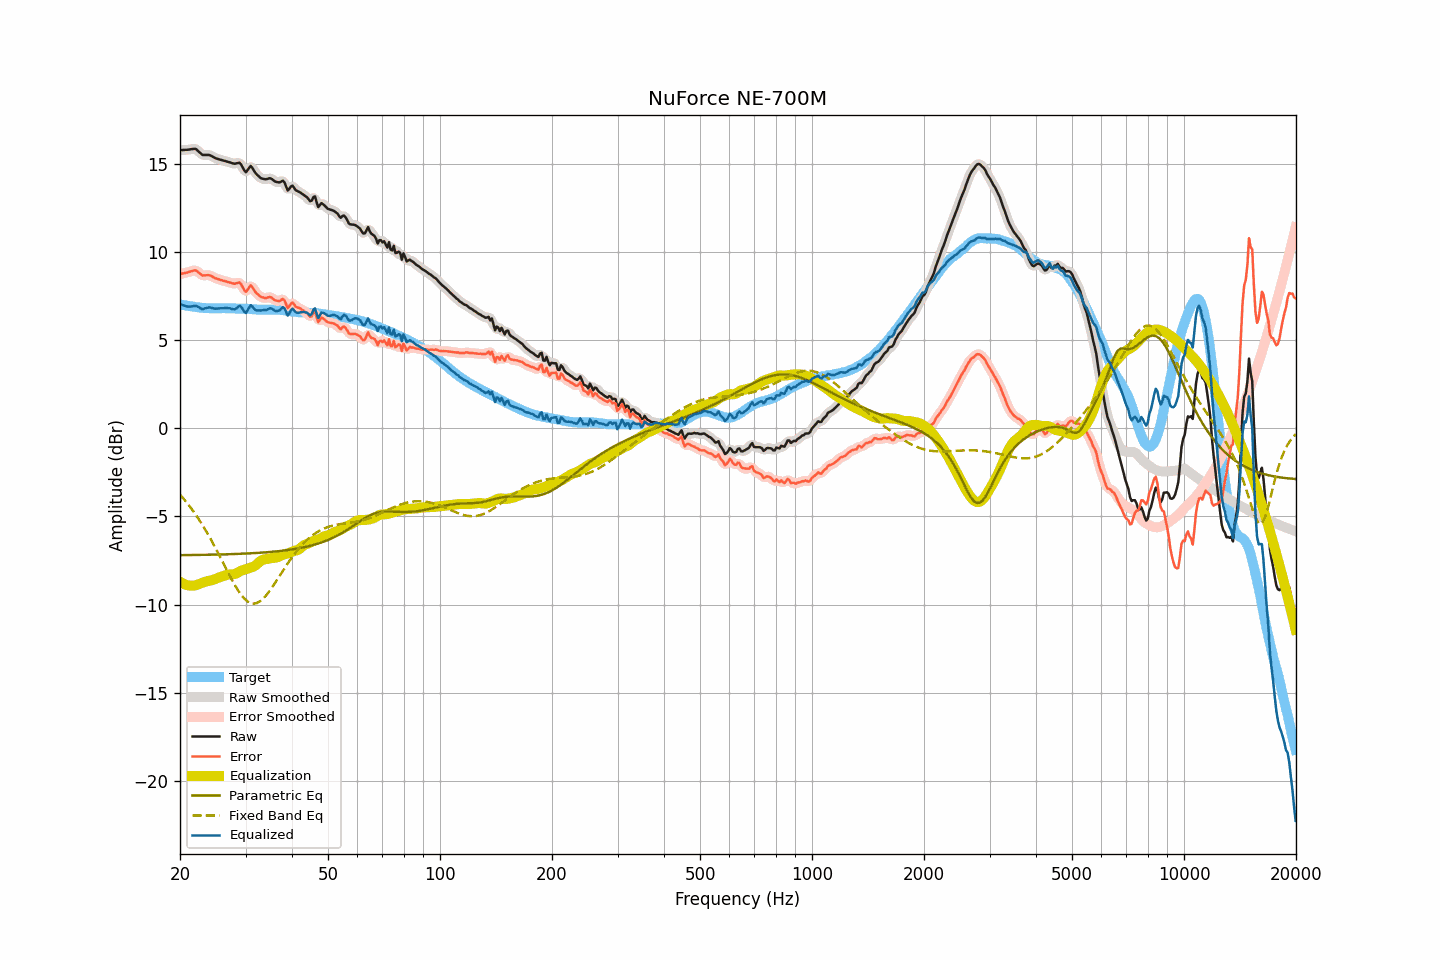 NuForce NE-700M
Amplitude (dBr)
15
10
5
0
−5
−10
−15
−20
Target
Raw Smoothed
Error Smoothed
Raw
Error
Equalization
Parametric Eq
Fixed Band Eq
Equalized
20 50 100 200 500 1000 2000 5000 10000 20000
Frequency (Hz)